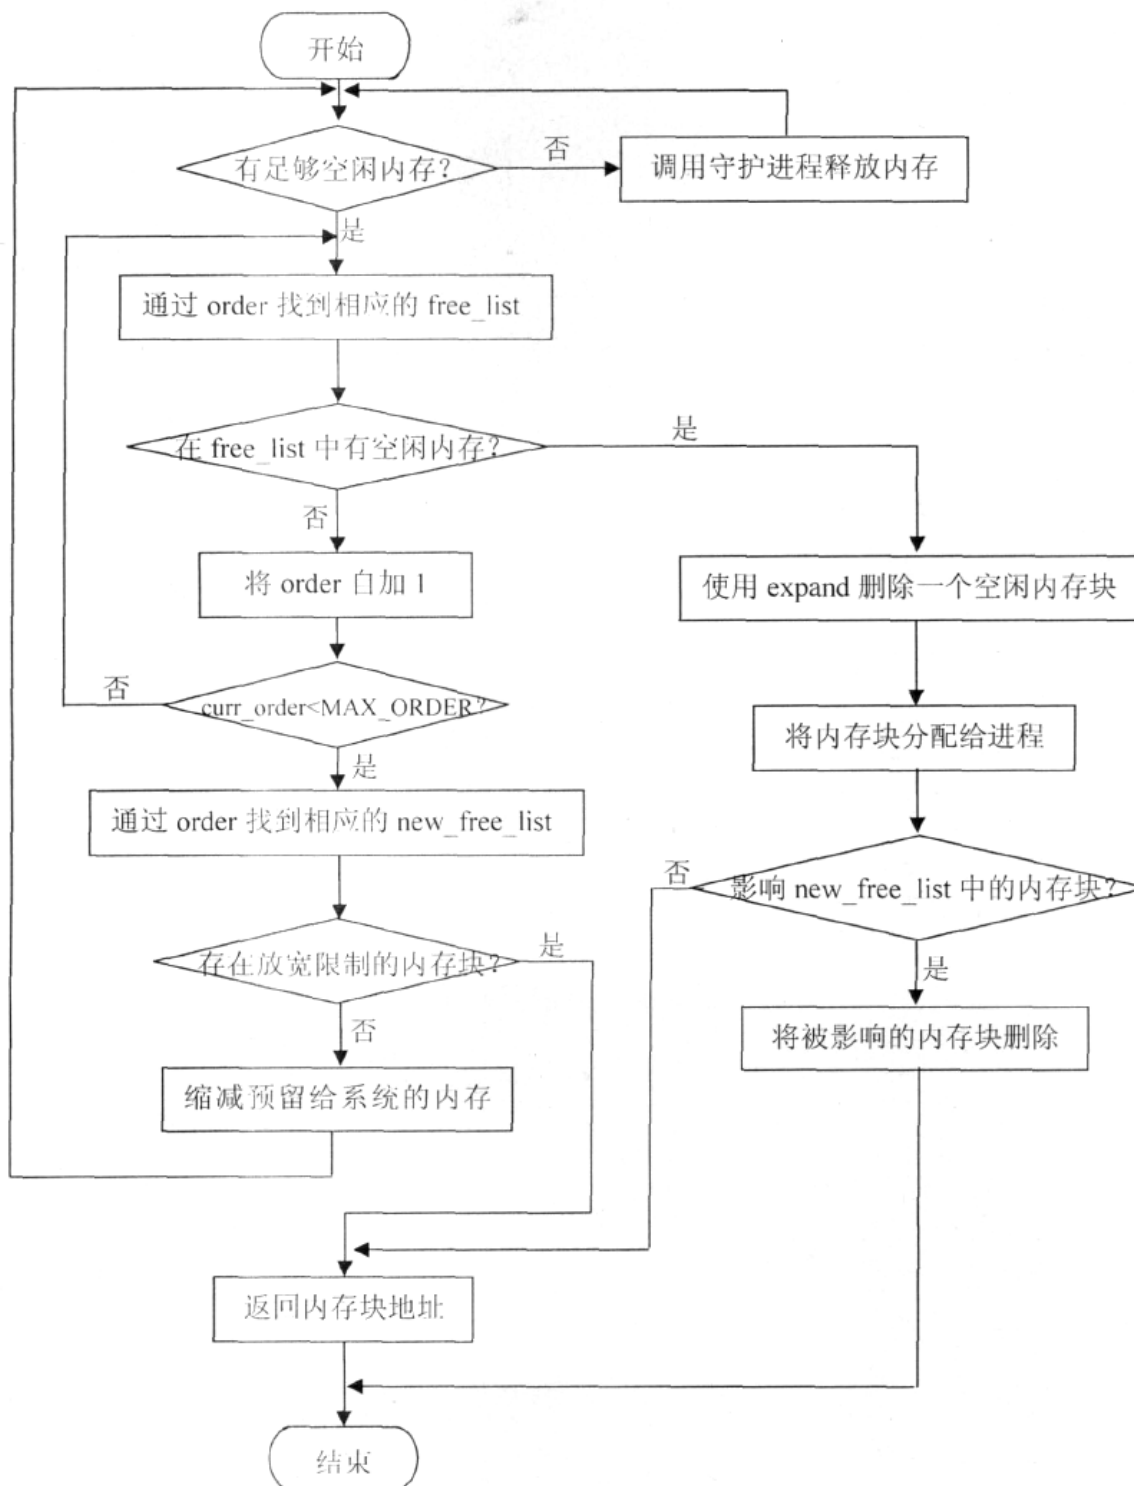 开始
有足够空闲内存?
否
调用守护进程释放内存
是
通过 order 找到相应的 free_list
在 free_list 中有空闲内存?
是
否
将 order 自加 1
使用 expand 删除一个空闲内存块
否
curr_order<MAX_ORDER?
将内存块分配给进程
是
通过 order 找到相应的 new_free_list
否
影响 new_free_list 中的内存块?
存在放宽限制的内存块?
是
是
否
将被影响的内存块删除
缩减预留给系统的内存
返回内存块地址
结束